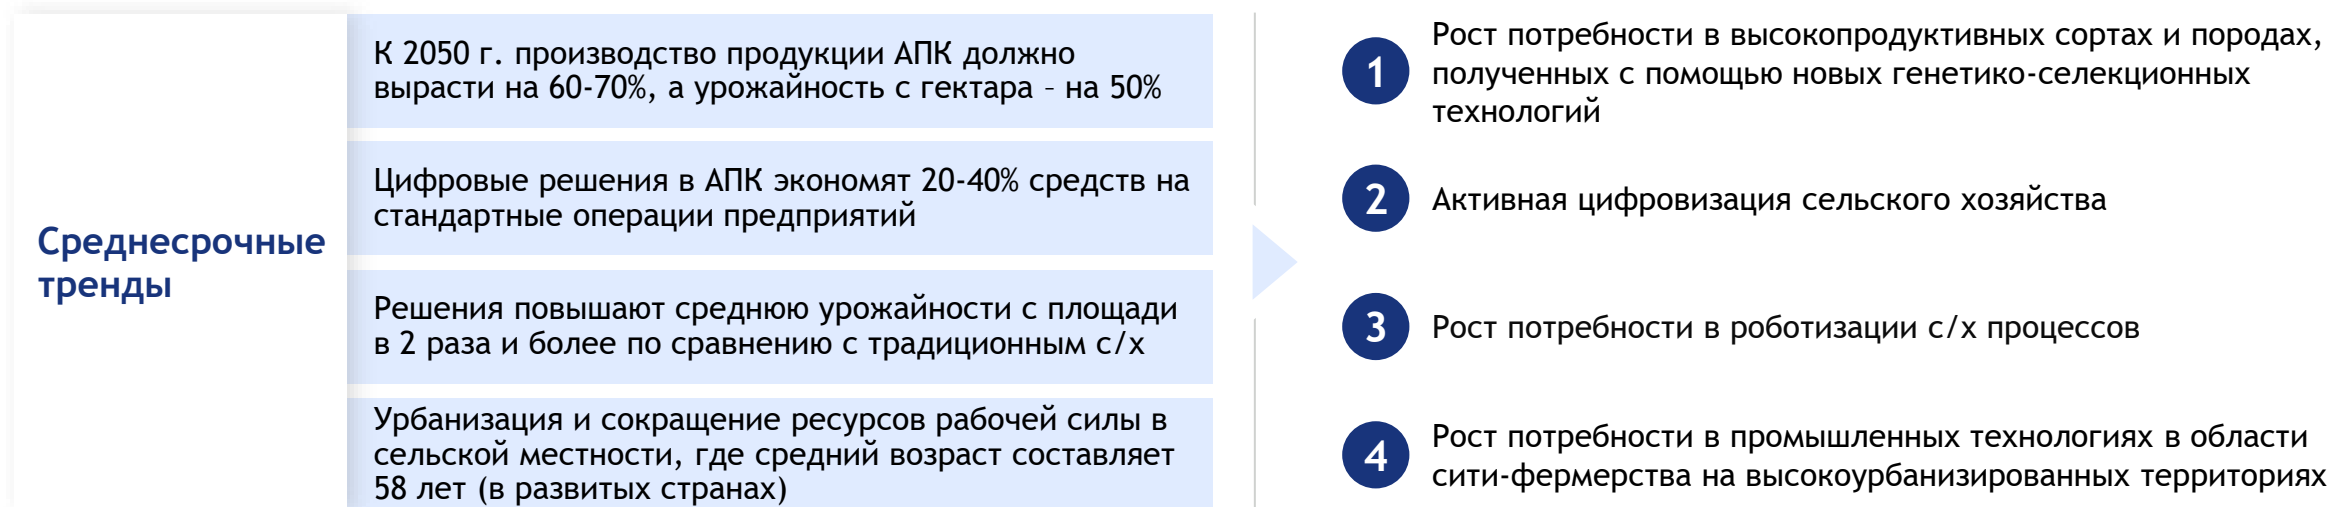 Среднесрочные
тренды
К 2050 г. производство продукции АПК должно
вырасти на 60-70%, а урожайность с гектара – на 50%
Цифровые решения в АПК экономят 20-40% средств на
стандартные операции предприятий
Решения повышают среднюю урожайности с площади
в 2 раза и более по сравнению с традиционным с/х
Урбанизация и сокращение ресурсов рабочей силы в
сельской местности, где средний возраст составляет
58 лет (в развитых странах)
1
Рост потребности в высокопродуктивных сортах и породах,
полученных с помощью новых генетико-селекционных
технологий
2
Активная цифровизация сельского хозяйства
3
Рост потребности в роботизации с/х процессов
4
Рост потребности в промышленных технологиях в области
сити-фермерства на высокоурбанизированных территориях